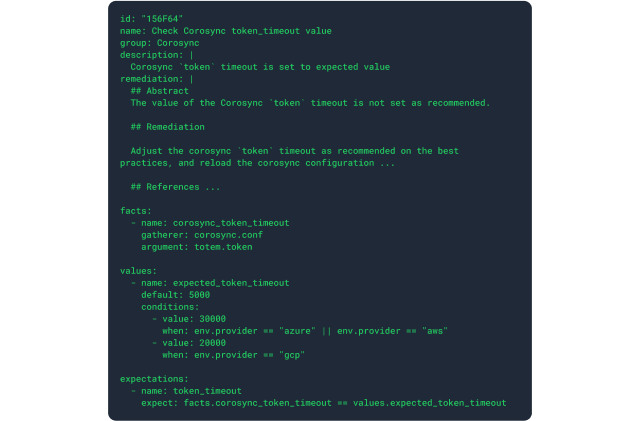 id: "156F64"
name: Check Corosync token_timeout value
group: Corosync
description: |
  Corosync `token` timeout is set to expected value
remediation: |
  ## Abstract
  The value of the Corosync `token` timeout is not set as recommended.

  ## Remediation

  Adjust the corosync `token` timeout as recommended on the best
practices, and reload the corosync configuration ...

  ## References ...

facts:
  - name: corosync_token_timeout
    gatherer: corosync.conf
    argument: totem.token

values:
  - name: expected_token_timeout
    default: 5000
    conditions:
      - value: 30000
        when: env.provider == "azure" || env.provider == "aws"
      - value: 20000
        when: env.provider == "gcp"

expectations:
  - name: token_timeout
    expect: facts.corosync_token_timeout == values.expected_token_timeout